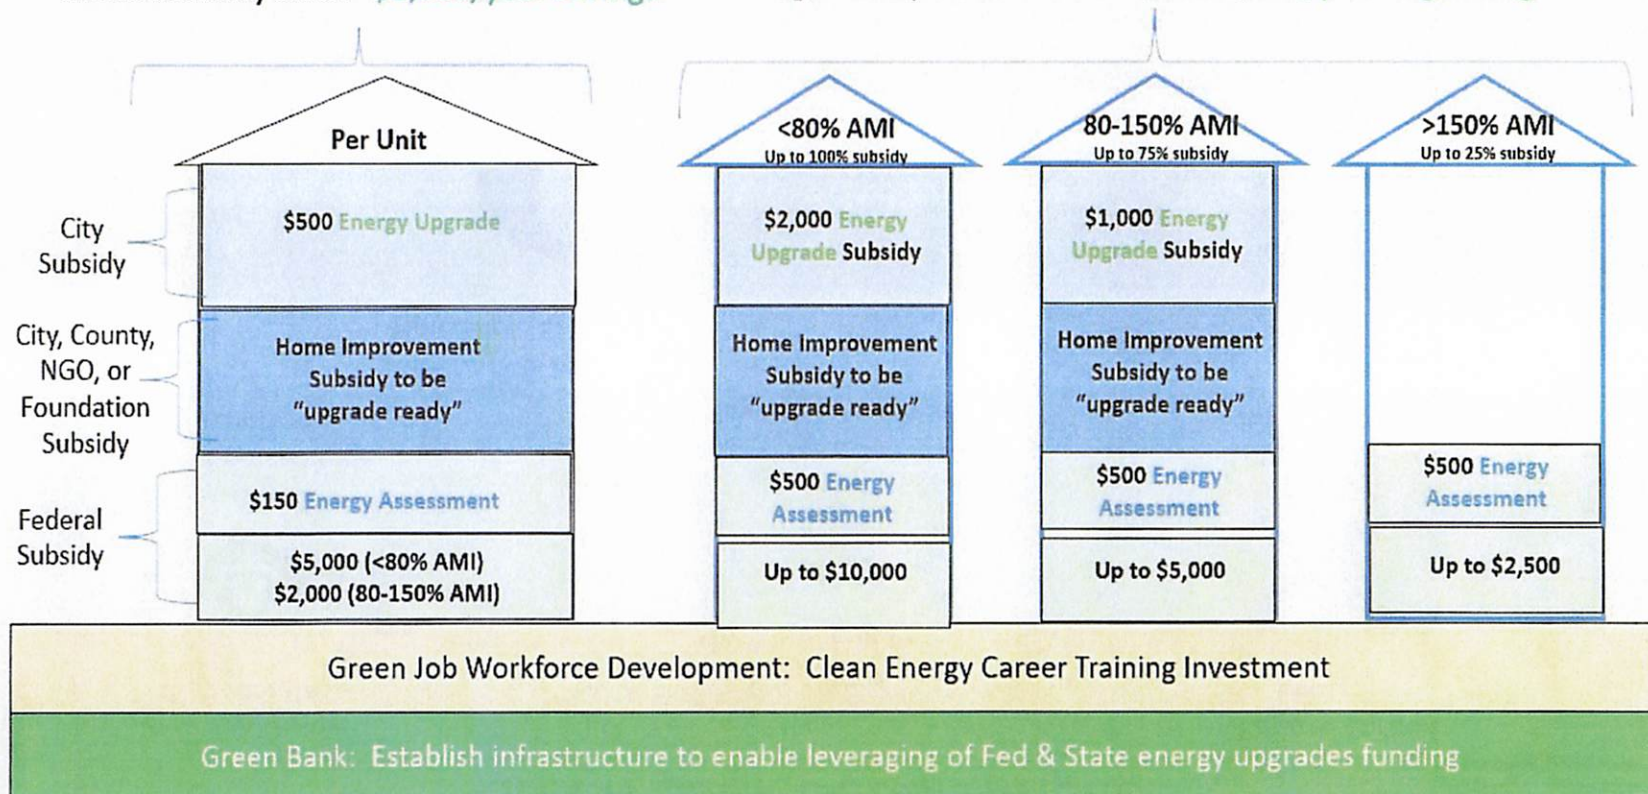 Per Unit
<80% AMI
Up to 100% subsidy
80-150% AMI
Up to 75% subsidy
>150% AMI
Up to 25% subsidy
City
Subsidy
$500 Energy Upgrade
$2,000 Energy
Upgrade Subsidy
$1,000 Energy
Upgrade Subsidy
City, County,
NGO, or
Foundation
Subsidy
Home Improvement
Subsidy to be
“upgrade ready”
Home Improvement
Subsidy to be
“upgrade ready”
Home Improvement
Subsidy to be
“upgrade ready”
Federal
Subsidy
$150 Energy Assessment
$500 Energy
Assessment
$500 Energy
Assessment
$500 Energy
Assessment
$5,000 (<80% AMI)
$2,000 (80-150% AMI)
Up to $10,000
Up to $5,000
Up to $2,500
Green Job Workforce Development: Clean Energy Career Training Investment
Green Bank: Establish infrastructure to enable leveraging of Fed & State energy upgrades funding